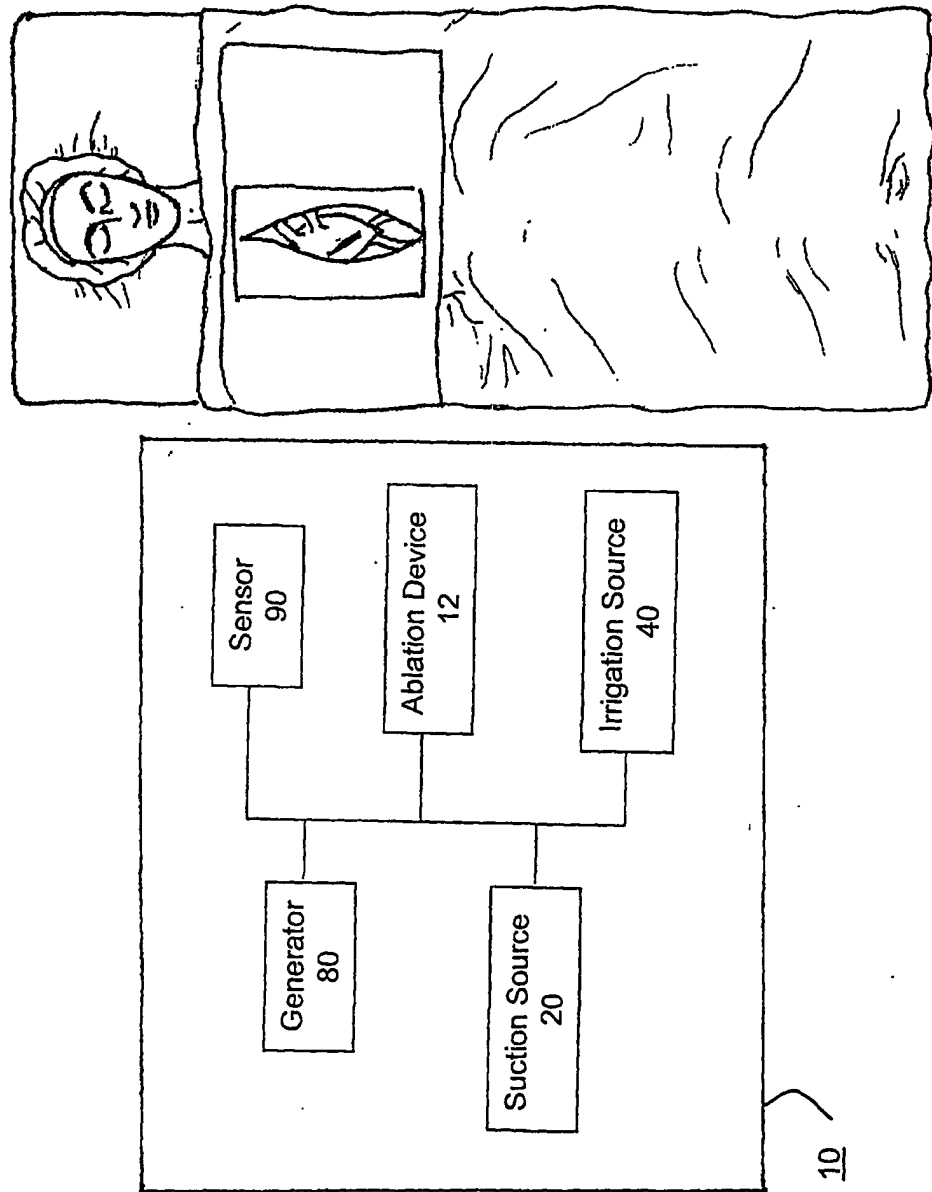 Sensor
90
Ablation Device
12
Irrigation Source
40
Generator
80
Suction Source
20
10